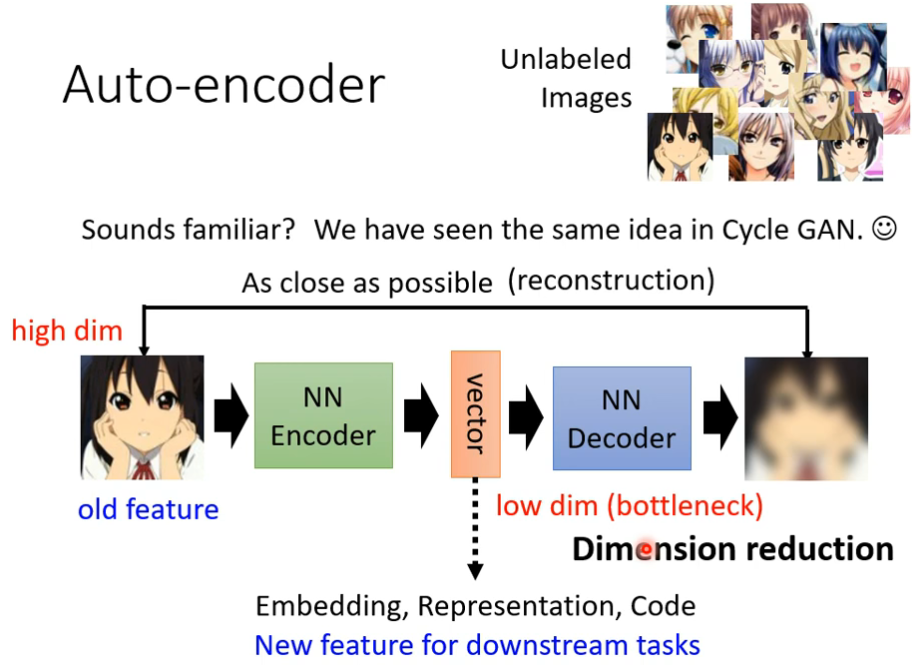 Auto-encoder
Unlabeled
Images
Sounds familiar? We have seen the same idea in Cycle GAN. ☺
As close as possible (reconstruction)
high dim
NN
Encoder
vector
NN
Decoder
old feature
low dim (bottleneck)
Dimension reduction
Embedding, Representation, Code
New feature for downstream tasks